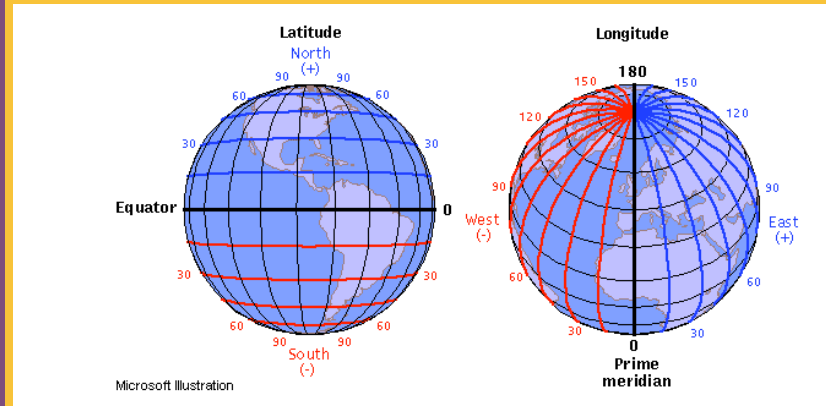 Latitude
North
(+)
90 90
60 60
30 30
Equator 0
30 30
60 60
90 90
South
(-)
Longitude
180
150 150
120 120
90 90
West
(-)
East
(+)
60 60
30 30
0
Prime
meridian
Microsoft Illustration